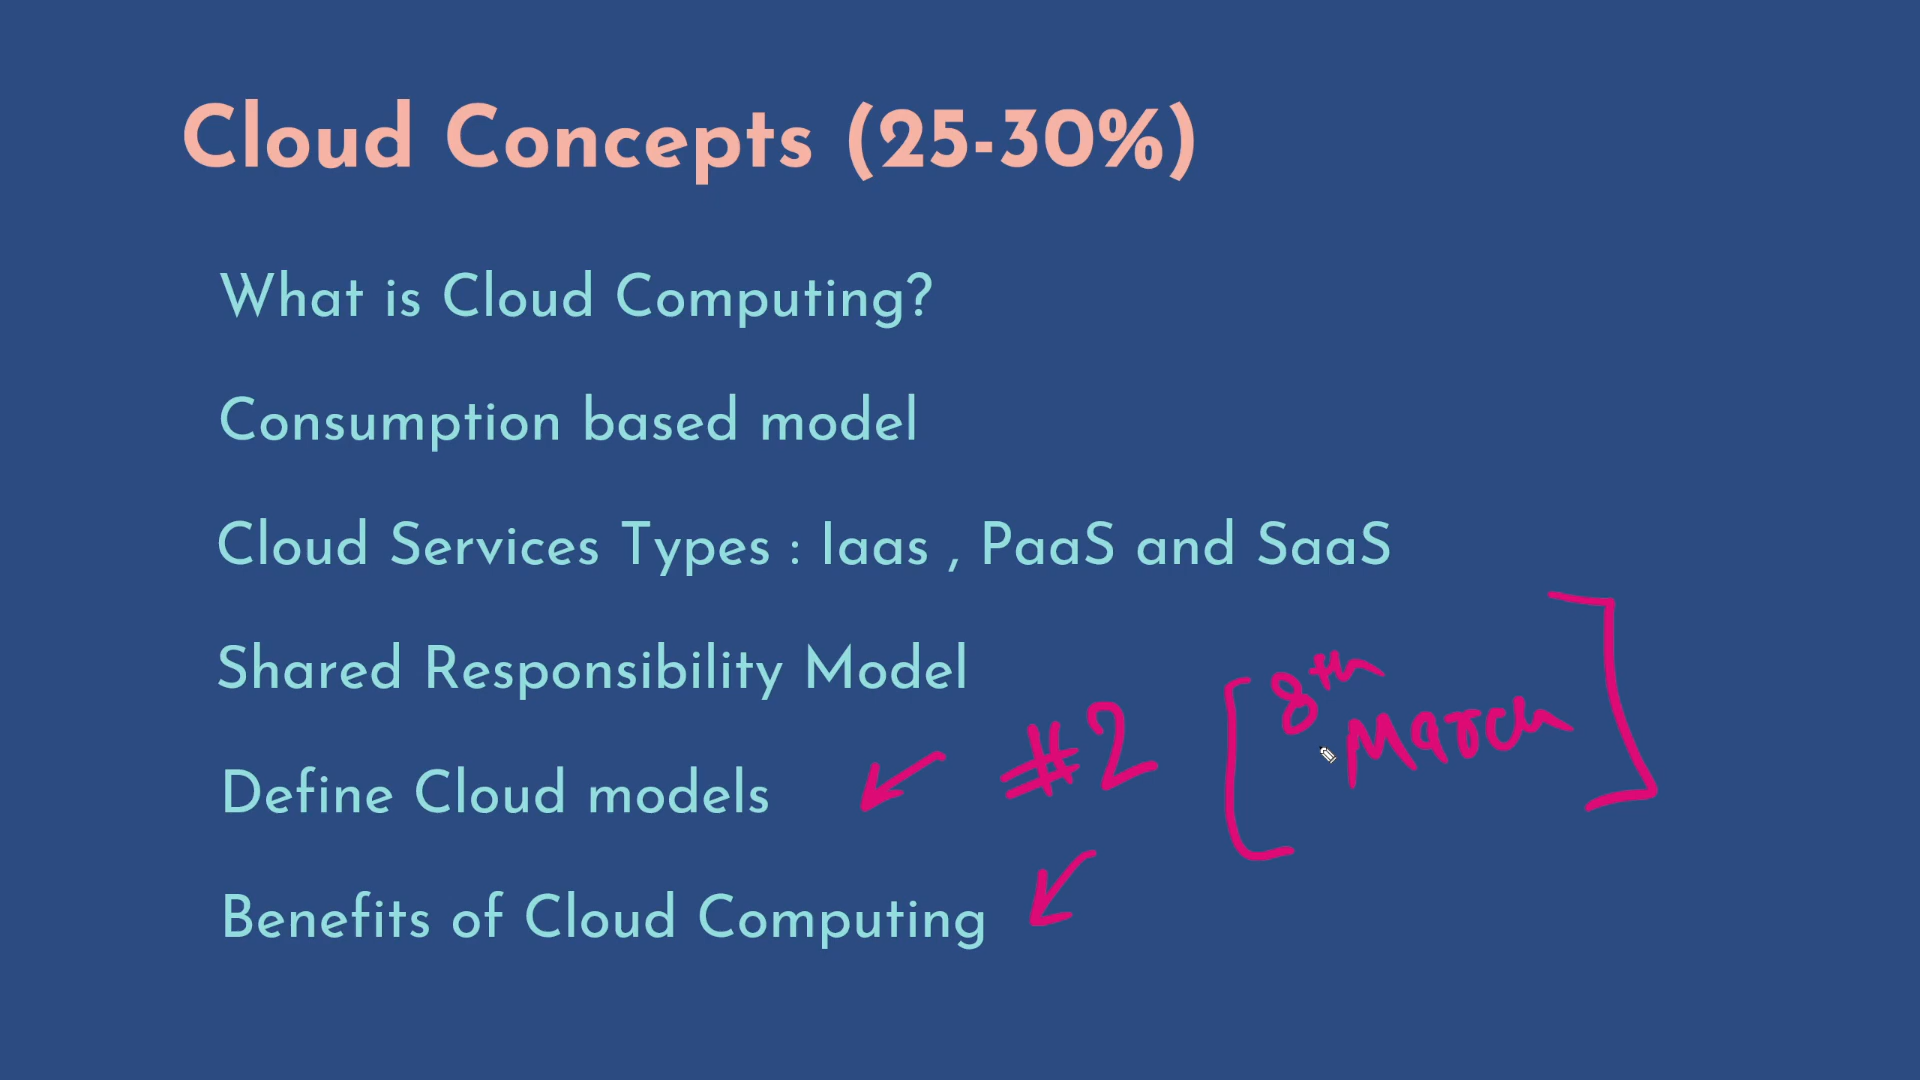 Cloud Concepts (25-30%)
What is Cloud Computing?
Consumption based model
Cloud Services Types : Iaas , PaaS and SaaS
Shared Responsibility Model
8th
March
#2
Define Cloud models
Benefits of Cloud Computing